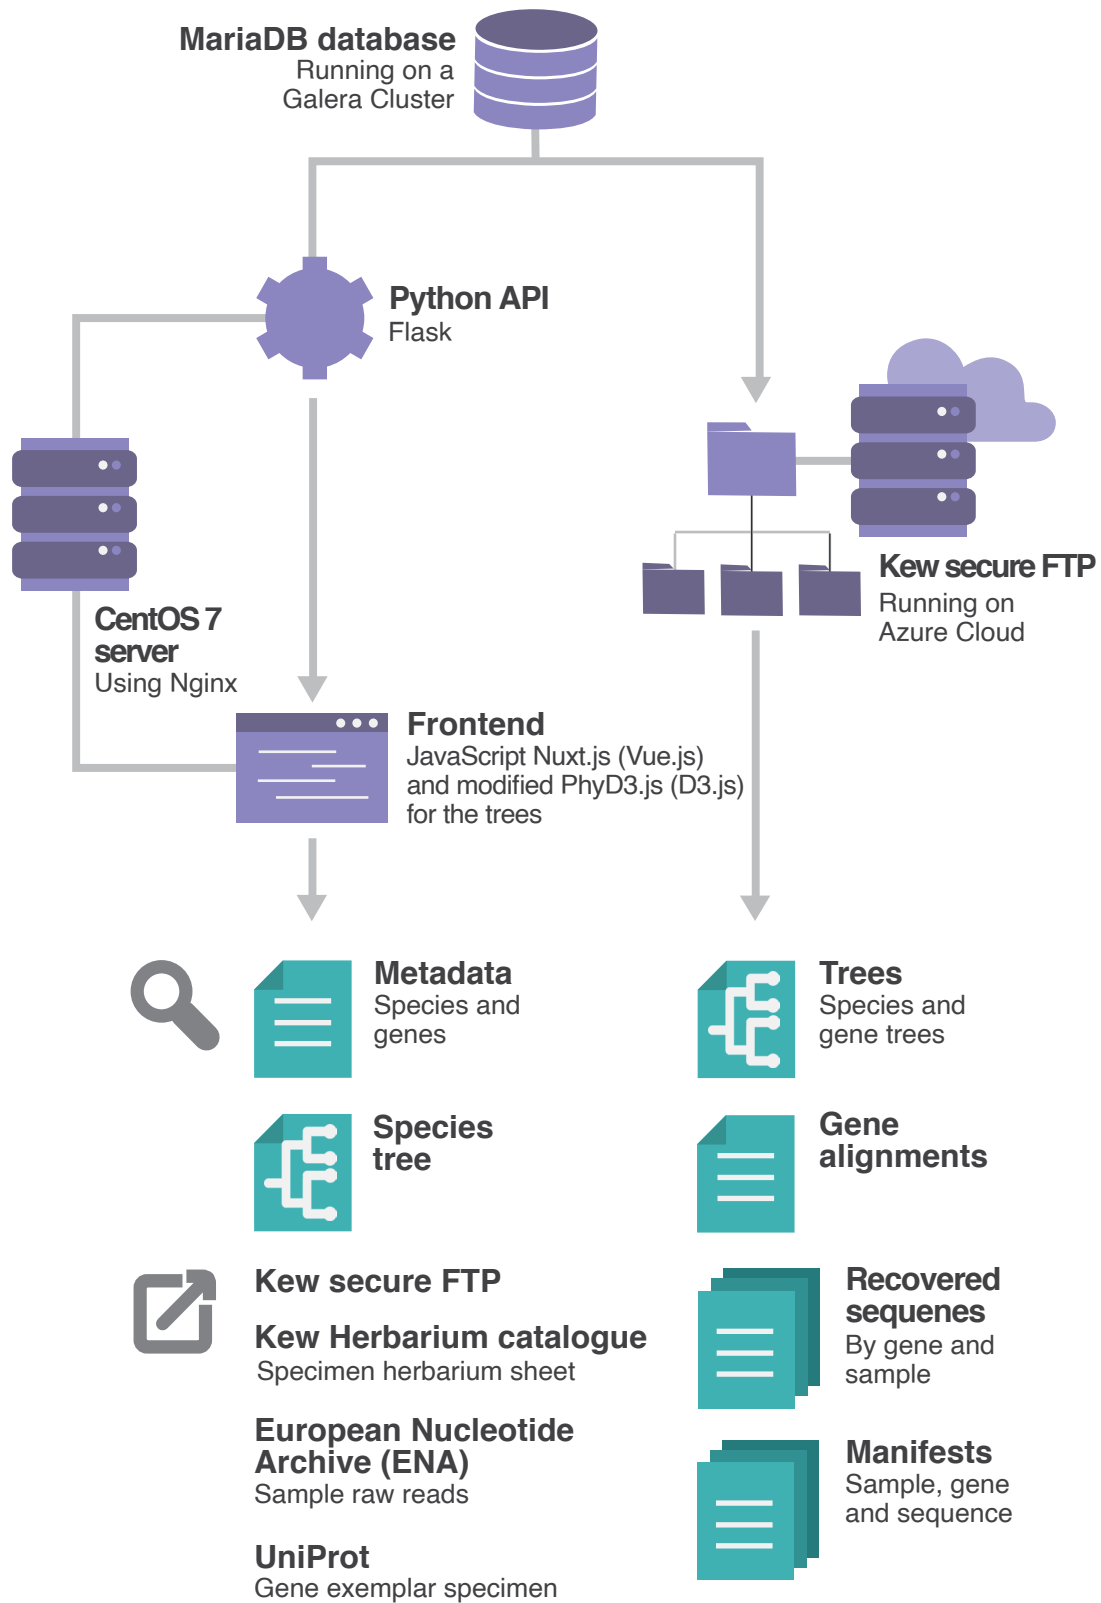 MariaDB database
Running on a
Galera Cluster
Python API
Flask
CentOS 7
server
Using Nginx
Kew secure FTP
Running on
Azure Cloud
Frontend
JavaScript Nuxt.js (Vue.js)
and modified PhyD3.js (D3.js)
for the trees
Metadata
Species and
genes
Species
tree
Kew secure FTP
Kew Herbarium catalogue
Specimen herbarium sheet
European Nucleotide
Archive (ENA)
Sample raw reads
UniProt
Gene exemplar specimen
Trees
Species and
gene trees
Gene
alignments
Recovered
sequenes
By gene and
sample
Manifests
Sample, gene
and sequence